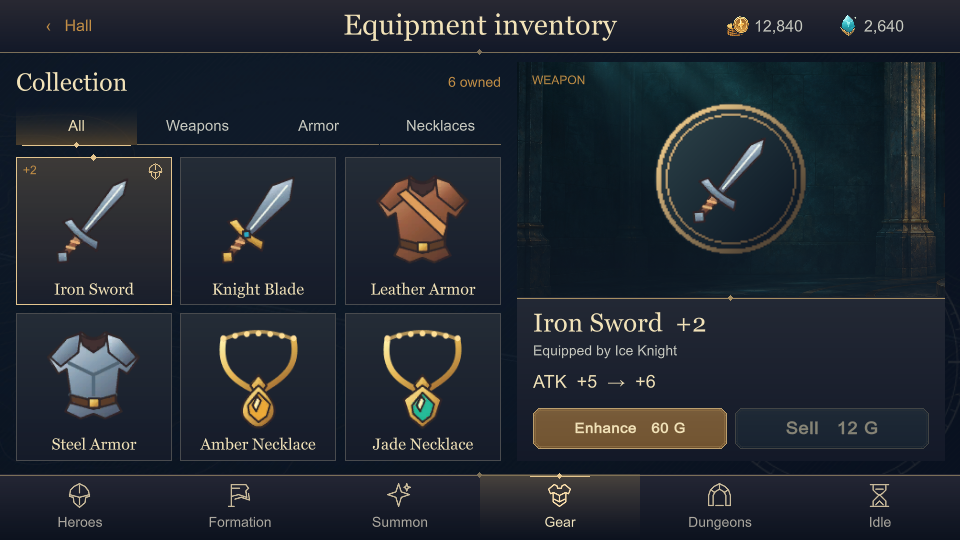 ‹ Hall
Equipment inventory
12,840
2,640
Collection
6 owned
All
Weapons
Armor
Necklaces
+2
Iron Sword
Knight Blade
Leather Armor
Steel Armor
Amber Necklace
Jade Necklace
WEAPON
Iron Sword +2
Equipped by Ice Knight
ATK +5 → +6
Enhance 60 G
Sell 12 G
Heroes
Formation
Summon
Gear
Dungeons
Idle